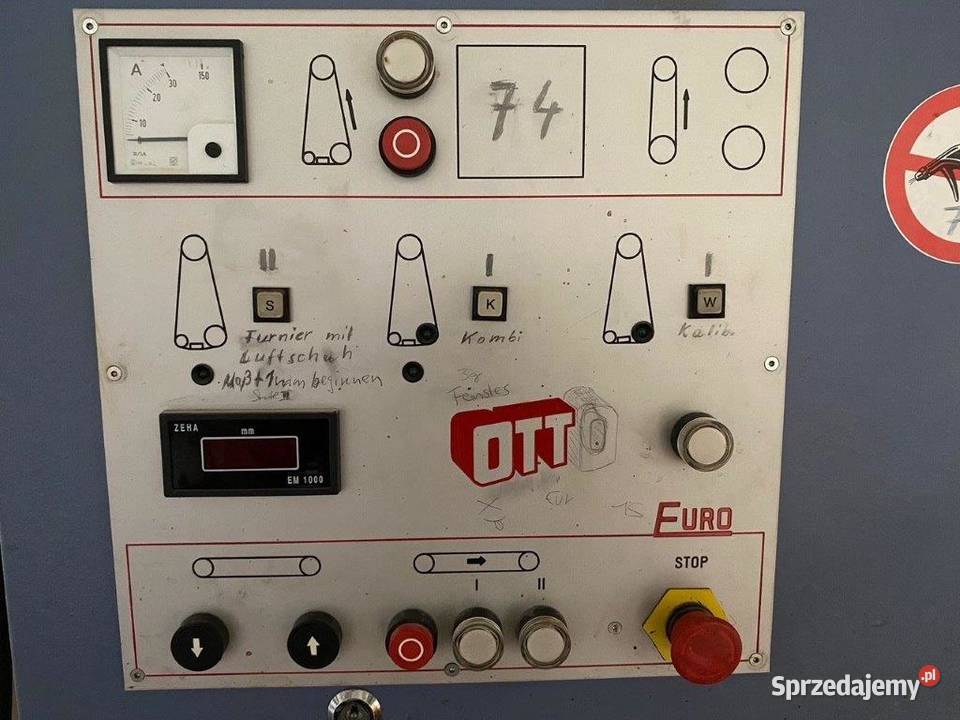 A
10
20
30
150
74
II
I
I
S
K
W
Furnier mit
Luftschuh
Maß + 1mm beginnen
Kombi
Kalib.
Feinstes
ZEHA
mm
EM 1000
OTT
EURO
STOP
I
II
Sprzedajemy.pl